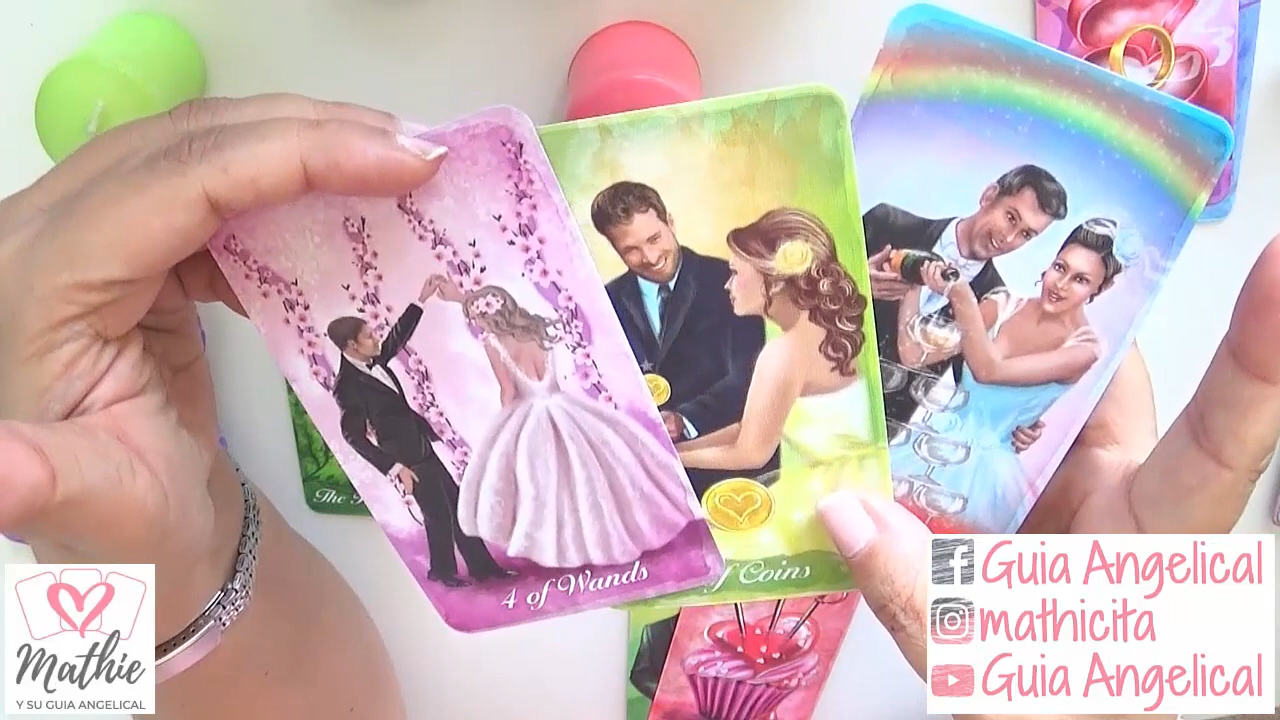 The
4 of Wands
of Coins
Mathie
Y SU GUIA ANGELICAL
Guia Angelical
mathicita
Guia Angelical